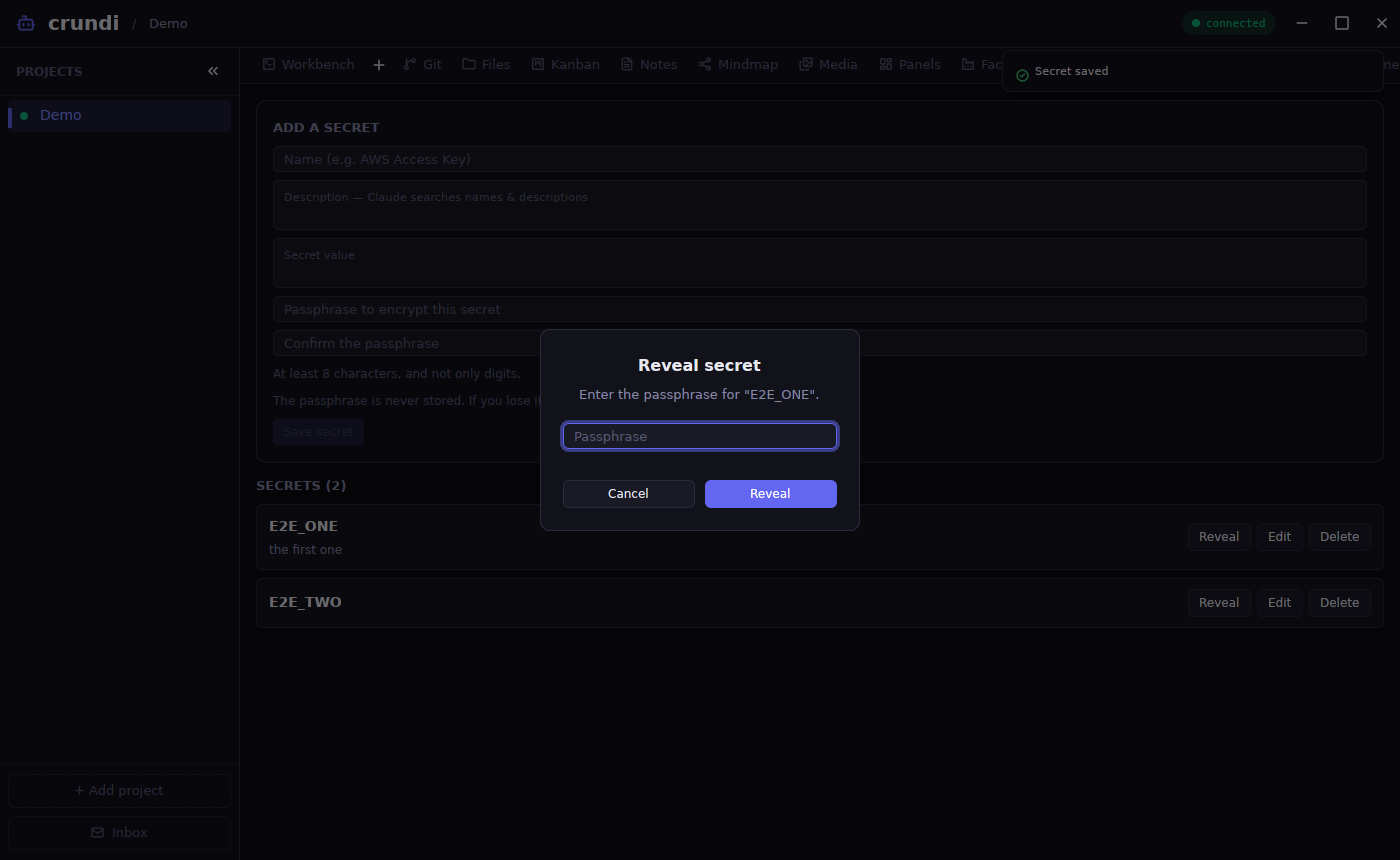 crundi / Demo
connected
PROJECTS
Workbench
Git
Files
Kanban
Notes
Mindmap
Media
Panels
Secret saved
Demo
ADD A SECRET
Name (e.g. AWS Access Key)
Description — Claude searches names & descriptions
Secret value
Passphrase to encrypt this secret
Confirm the passphrase
At least 8 characters, and not only digits.
The passphrase is never stored. If you lose
Save secret
Reveal secret
Enter the passphrase for "E2E_ONE".
Passphrase
Cancel
Reveal
SECRETS (2)
E2E_ONE
the first one
Reveal
Edit
Delete
E2E_TWO
Reveal
Edit
Delete
+ Add project
Inbox